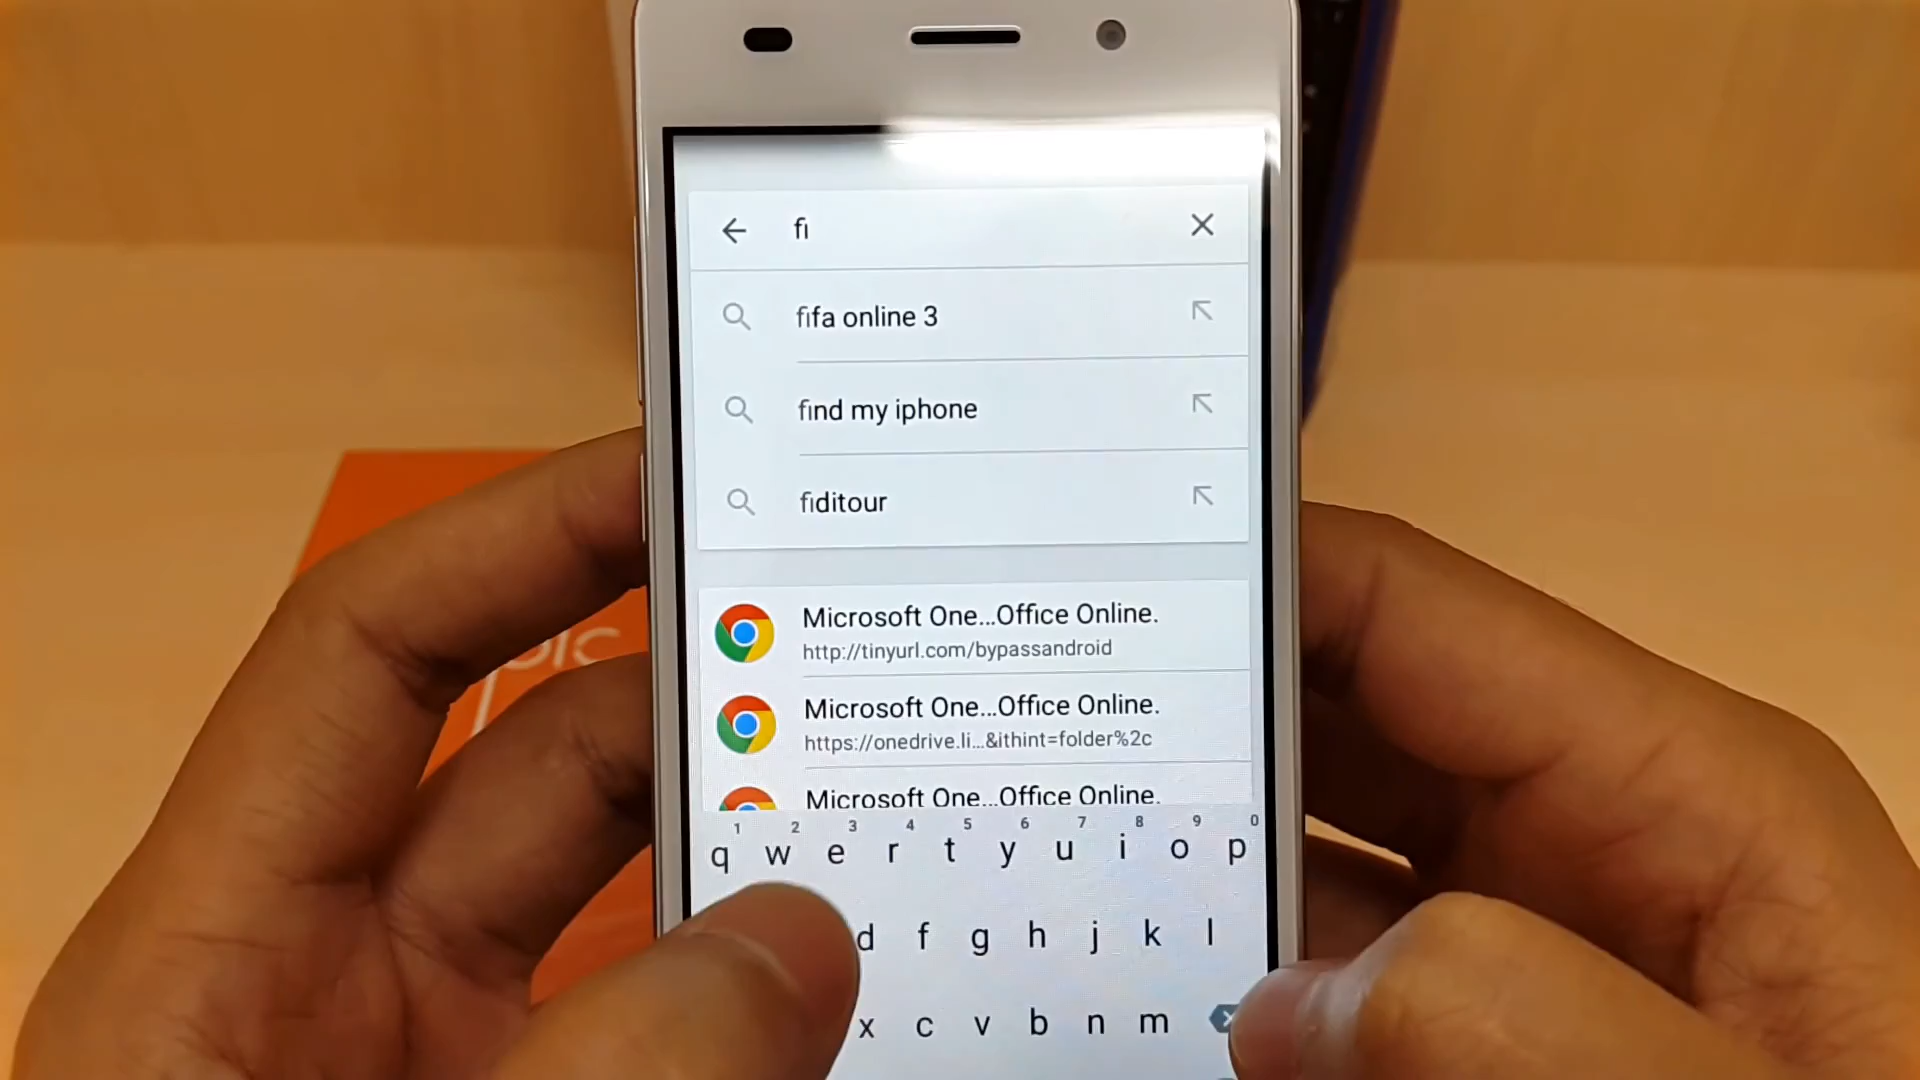 fi
fifa online 3
find my iphone
fiditour
Microsoft One...Office Online.
http://tinyurl.com/bypassandroid
Microsoft One...Office Online.
https://onedrive.li...&ithint=folder%2c
Microsoft One...Office Online.
1 2 3 4 5 6 7 8 9 0
q w e r t y u i o p
d f g h j k l
x c v b n m